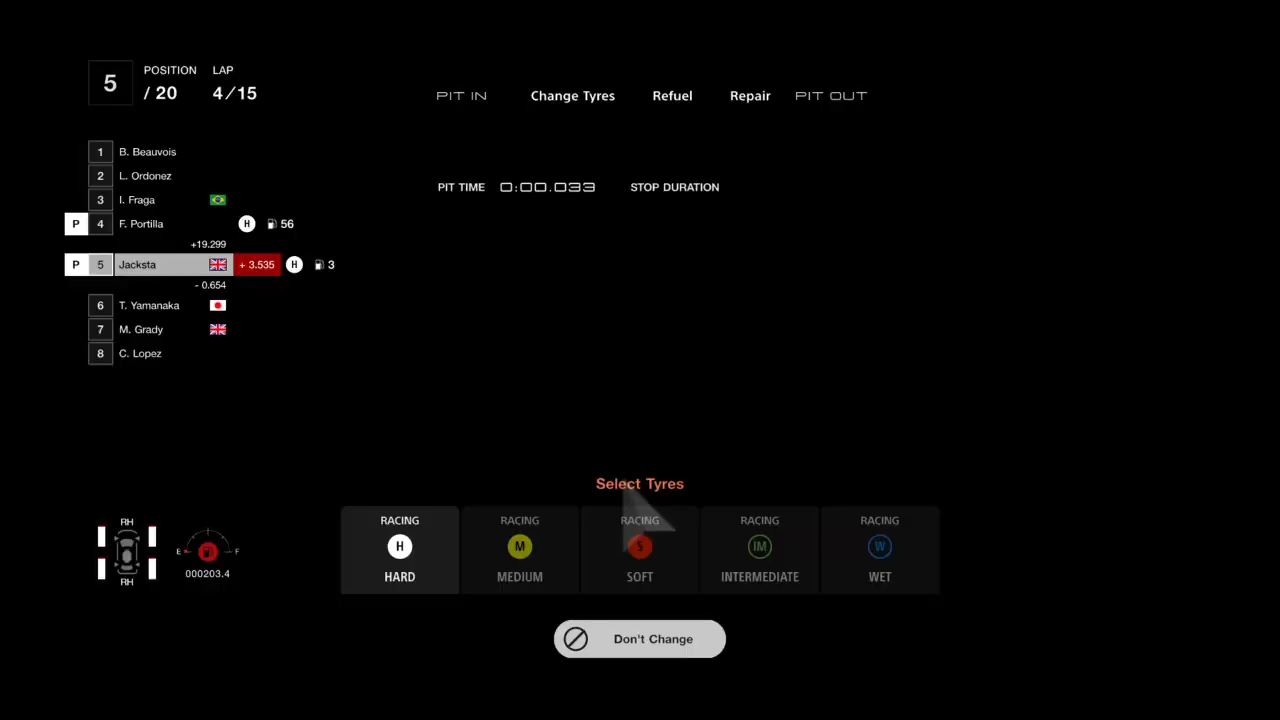 5
POSITION LAP
/ 20 4/15
PIT IN Change Tyres Refuel Repair PIT OUT
1 B. Beauvois
2 L. Ordonez
3 I. Fraga
P 4 F. Portilla H 56
+19.299
P 5 Jacksta + 3.535 H 3
- 0.654
6 T. Yamanaka
7 M. Grady
8 C. Lopez
PIT TIME 0:00.033 STOP DURATION
Select Tyres
RACING RACING RACING RACING RACING
H M S IM W
HARD MEDIUM SOFT INTERMEDIATE WET
RH
RH
E F
000203.4
Don't Change